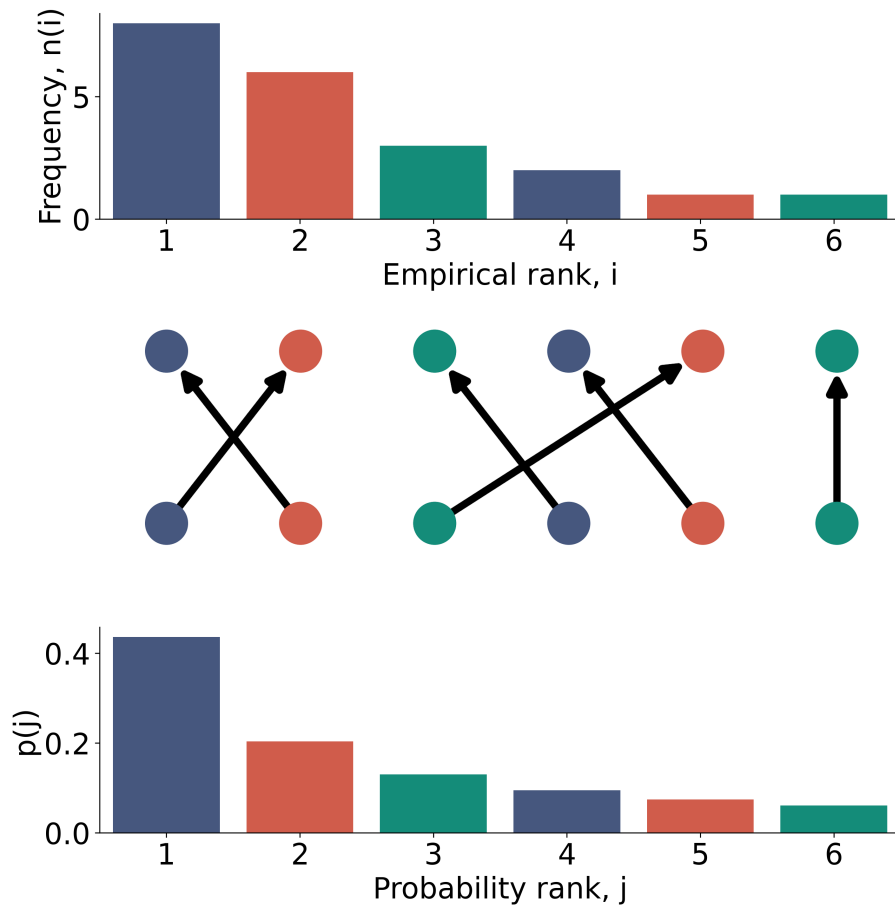 Frequency, n(i)
5
0
1 2 3 4 5 6
Empirical rank, i
p(j)
0.4
0.2
0.0
1 2 3 4 5 6
Probability rank, j